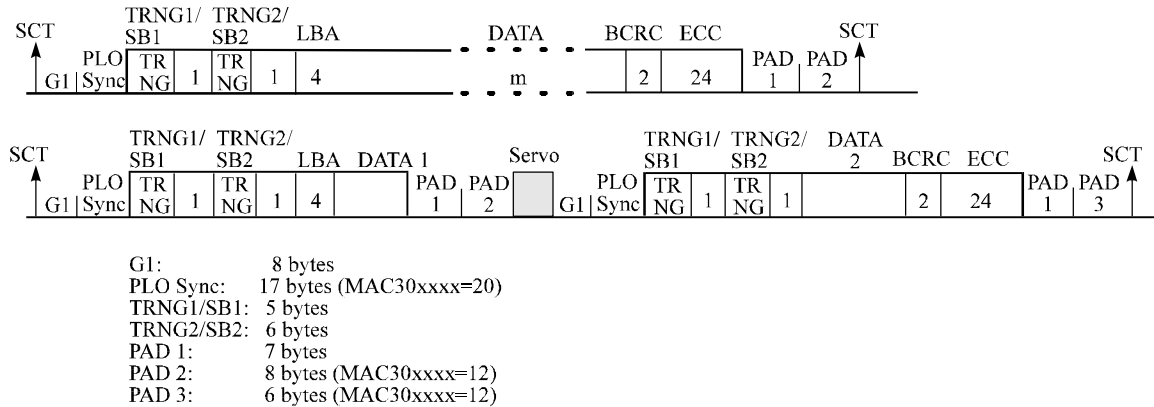 TRNG1/ TRNG2/
SCT SB1 SB2 LBA DATA BCRC ECC SCT
PLO TR TR PAD PAD
G1 Sync NG 1 NG 1 4 m 2 24 1 2
TRNG1/ TRNG2/ TRNG1/ TRNG2/ DATA
SCT SB1 SB2 LBA DATA 1 Servo SB1 SB2 2 BCRC ECC SCT
PLO TR TR PAD PAD PLO TR TR PAD PAD
G1 Sync NG 1 NG 1 4 1 2 G1 Sync NG 1 NG 1 2 24 1 3
G1: 8 bytes
PLO Sync: 17 bytes (MAC30xxxx=20)
TRNG1/SB1: 5 bytes
TRNG2/SB2: 6 bytes
PAD 1: 7 bytes
PAD 2: 8 bytes (MAC30xxxx=12)
PAD 3: 6 bytes (MAC30xxxx=12)